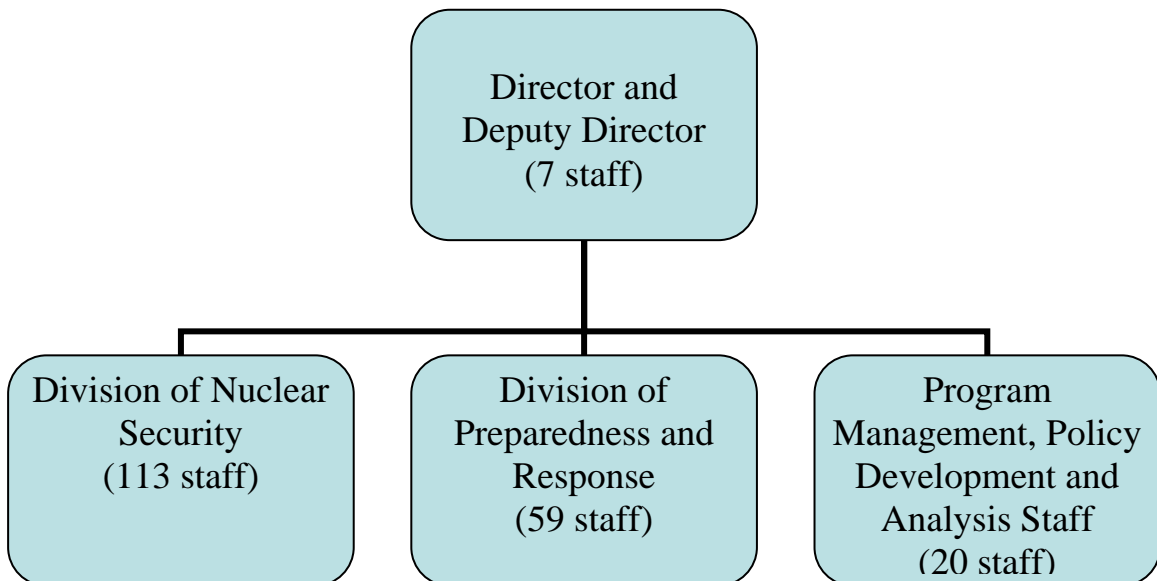 Director and
Deputy Director
(7 staff)
Division of Nuclear
Security
(113 staff)
Division of
Preparedness and
Response
(59 staff)
Program
Management, Policy
Development and
Analysis Staff
(20 staff)